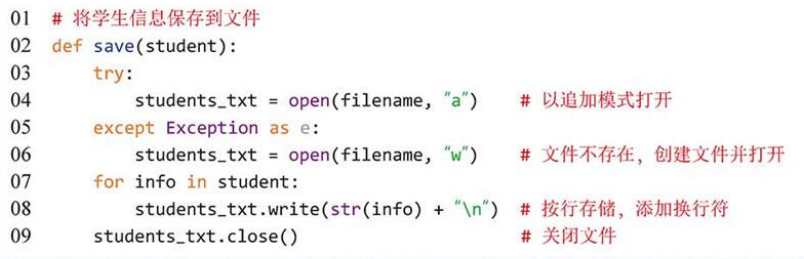 01 # 将学生信息保存到文件
02 def save(student):
03     try:
04         students_txt = open(filename, "a")    # 以追加模式打开
05     except Exception as e:
06         students_txt = open(filename, "w")    # 文件不存在，创建文件并打开
07     for info in student:
08         students_txt.write(str(info) + "\n")  # 按行存储，添加换行符
09     students_txt.close()                      # 关闭文件